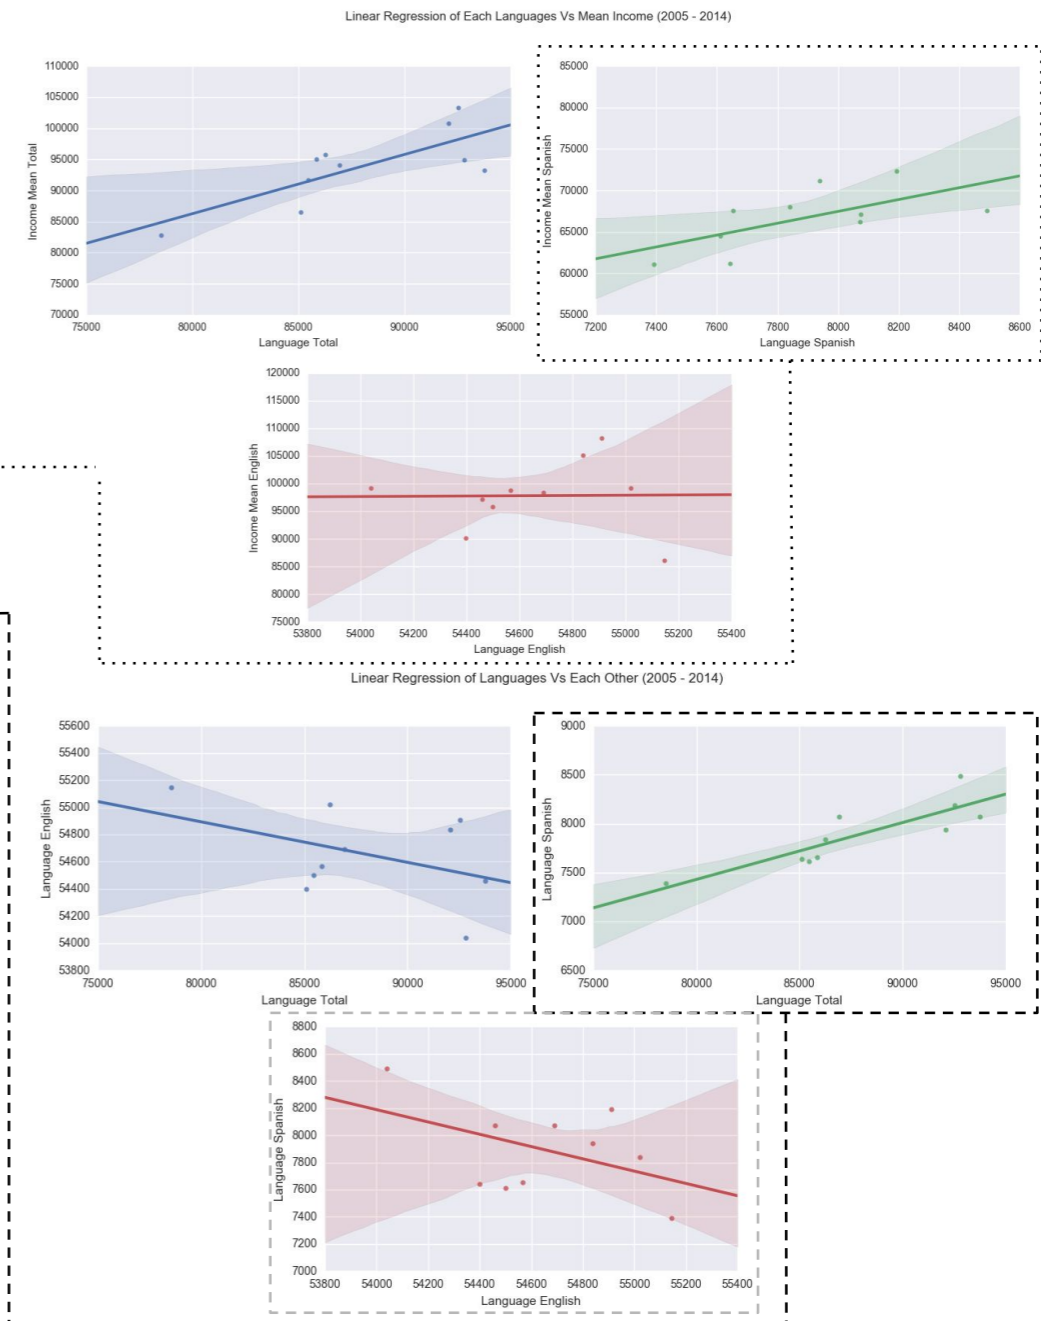 Linear Regression of Each Languages Vs Mean Income (2005 - 2014)
110000
105000
100000
95000
90000
85000
80000
75000
70000
Income Mean Total
75000 80000 85000 90000 95000
Language Total
85000
80000
75000
70000
65000
60000
55000
Income Mean Spanish
7200 7400 7600 7800 8000 8200 8400 8600
Language Spanish
120000
115000
110000
105000
100000
95000
90000
85000
80000
75000
Income Mean English
53800 54000 54200 54400 54600 54800 55000 55200 55400
Language English
Linear Regression of Languages Vs Each Other (2005 - 2014)
55600
55400
55200
55000
54800
54600
54400
54200
54000
53800
Language English
75000 80000 85000 90000 95000
Language Total
9000
8500
8000
7500
7000
6500
Language Spanish
75000 80000 85000 90000 95000
Language Total
8800
8600
8400
8200
8000
7800
7600
7400
7200
7000
Language Spanish
53800 54000 54200 54400 54600 54800 55000 55200 55400
Language English